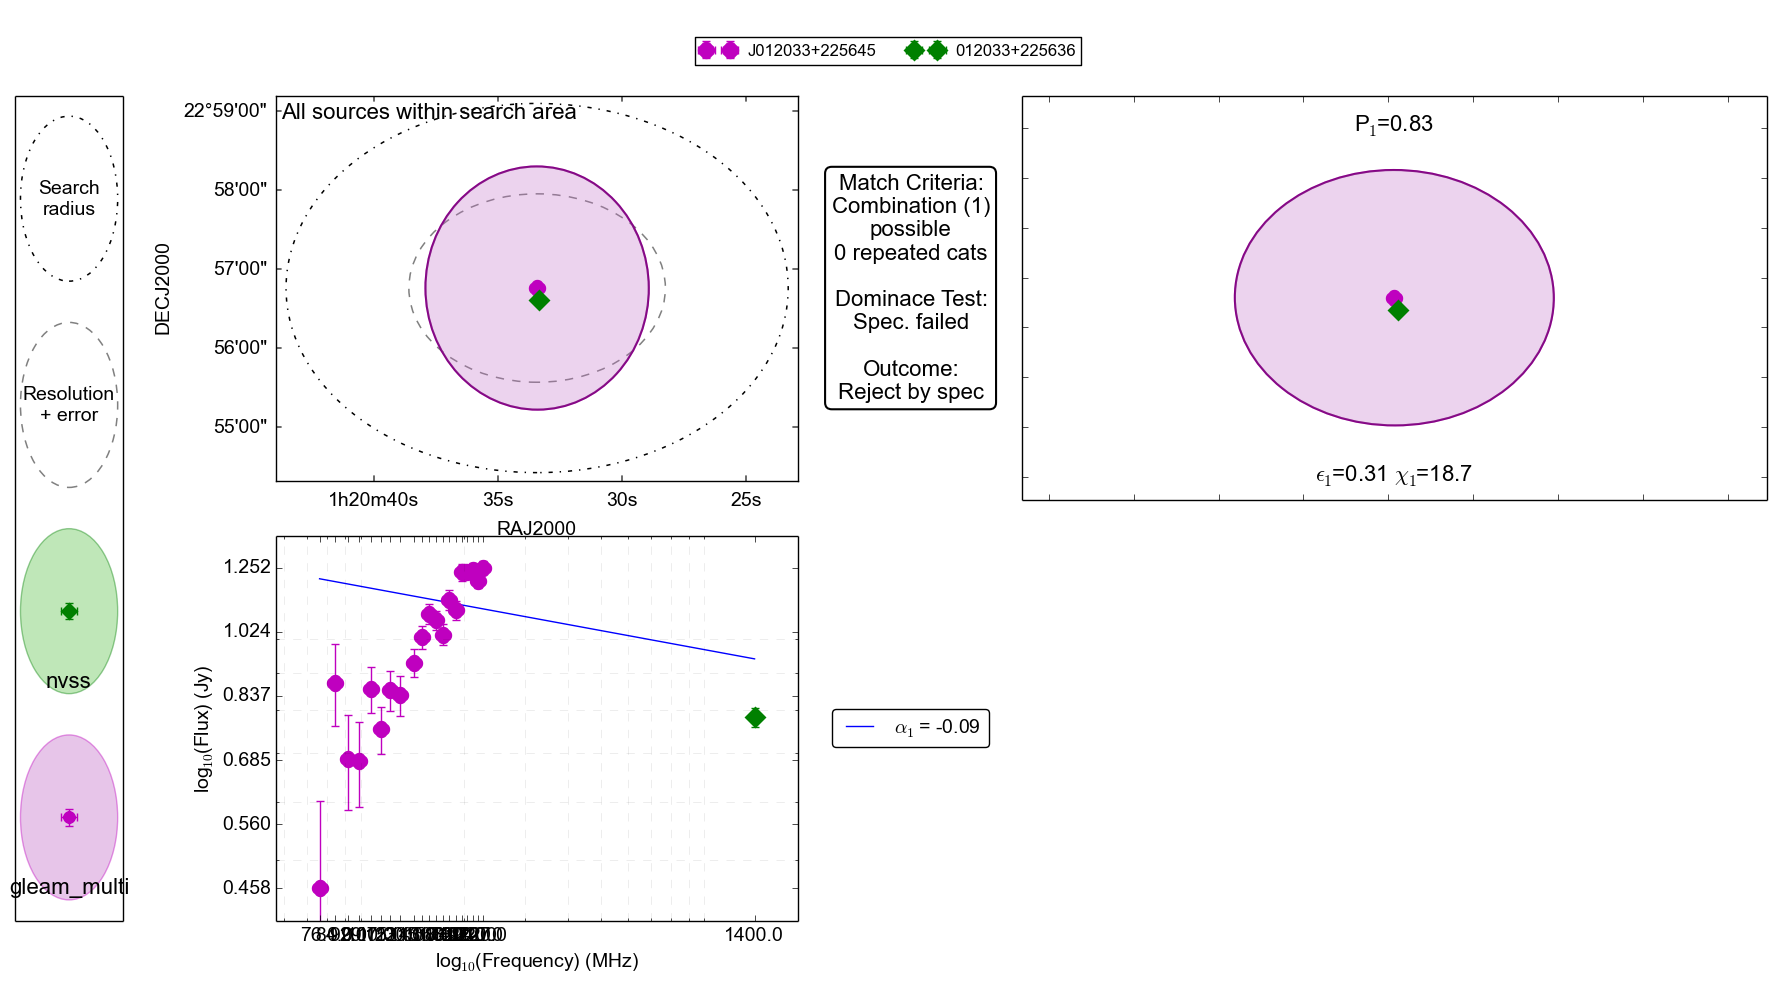 J012033+225645
012033+225636
Search
radius
Resolution
+ error
nvss
gleam_multi
All sources within search area
22°59'00"
58'00"
57'00"
56'00"
55'00"
DECJ2000
1h20m40s
35s
30s
25s
RAJ2000
Match Criteria:
Combination (1)
possible
0 repeated cats
Dominace Test:
Spec. failed
Outcome:
Reject by spec
P1=0.83
ϵ1=0.31 χ1=18.7
1.252
1.024
0.837
0.685
0.560
0.458
log10(Flux) (Jy)
1400.0
log10(Frequency) (MHz)
α1 = -0.09